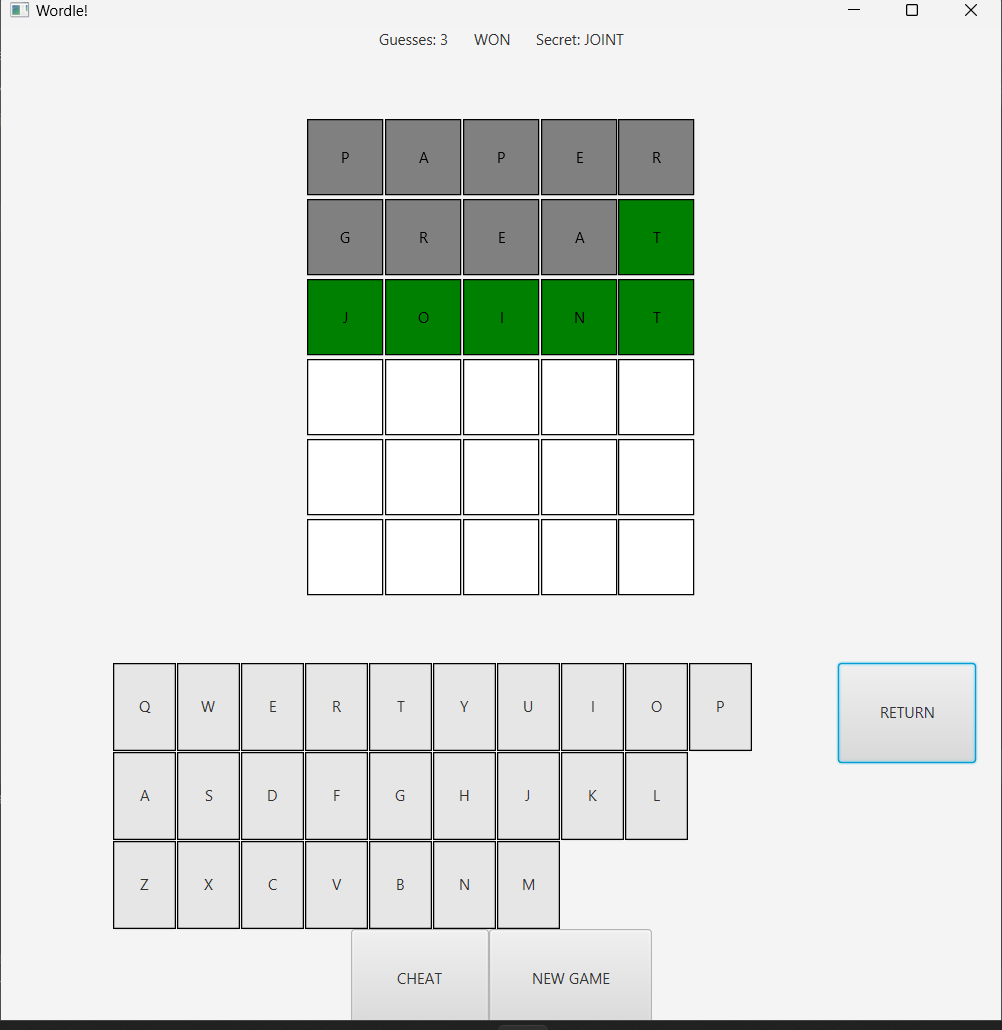 Wordle!
Guesses: 3 WON Secret: JOINT
P A P E R
G R E A T
J O I N T
Q W E R T Y U I O P
RETURN
A S D F G H J K L
Z X C V B N M
CHEAT NEW GAME